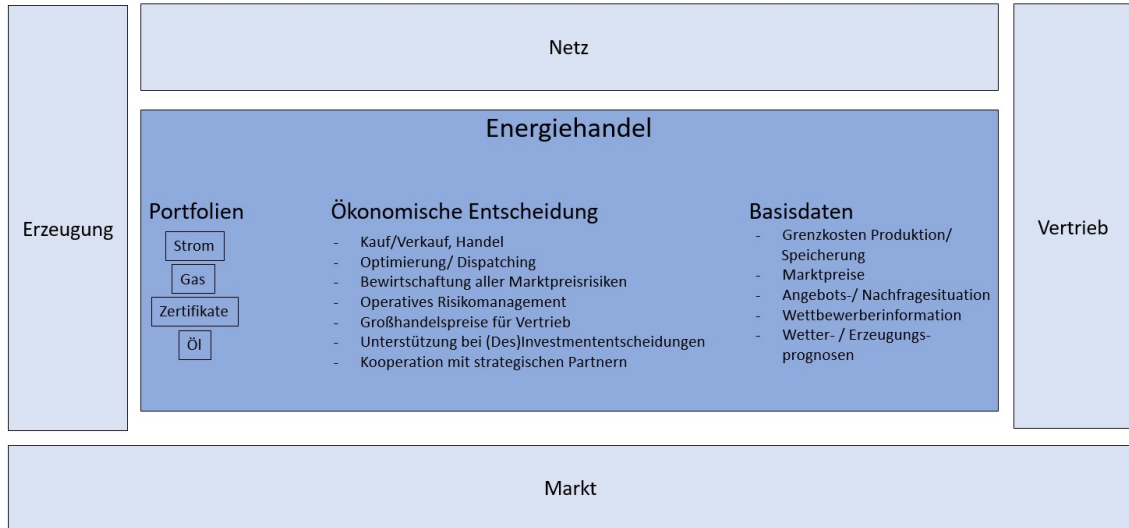 Netz
Erzeugung
Energiehandel
Portfolien
Strom
Gas
Zertifikate
Öl
Ökonomische Entscheidung
- Kauf/Verkauf, Handel
- Optimierung/ Dispatching
- Bewirtschaftung aller Marktpreisrisiken
- Operatives Risikomanagement
- Großhandelspreise für Vertrieb
- Unterstützung bei (Des)Investmententscheidungen
- Kooperation mit strategischen Partnern
Basisdaten
- Grenzkosten Produktion/
Speicherung
- Marktpreise
- Angebots-/ Nachfragesituation
- Wettbewerberinformation
- Wetter- / Erzeugungs-
prognosen
Vertrieb
Markt